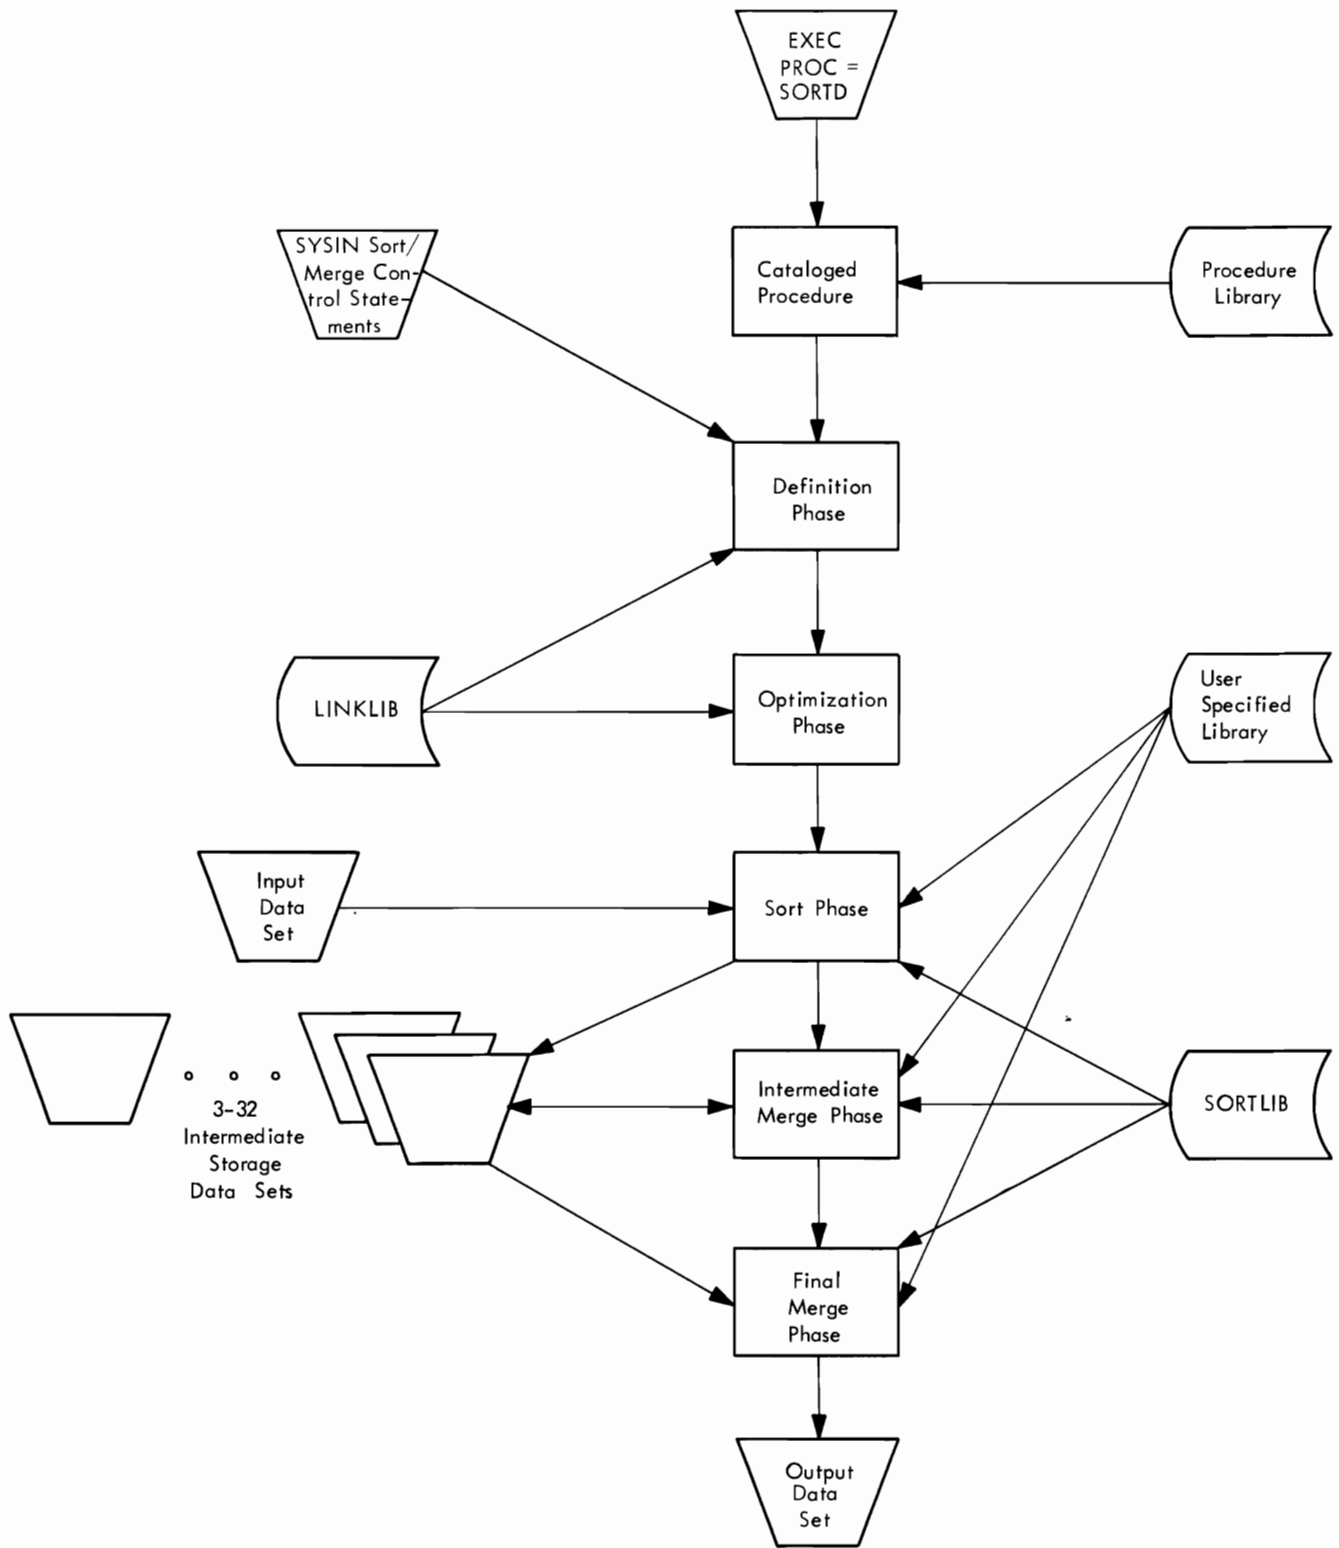 EXEC
PROC =
SORTD
SYSIN Sort/
Merge Con-
trol State-
ments
Cataloged
Procedure
Procedure
Library
Definition
Phase
LINKLIB
Optimization
Phase
User
Specified
Library
Input
Data
Set
Sort Phase
3-32
Intermediate
Storage
Data Sets
Intermediate
Merge Phase
SORTLIB
Final
Merge
Phase
Output
Data
Set